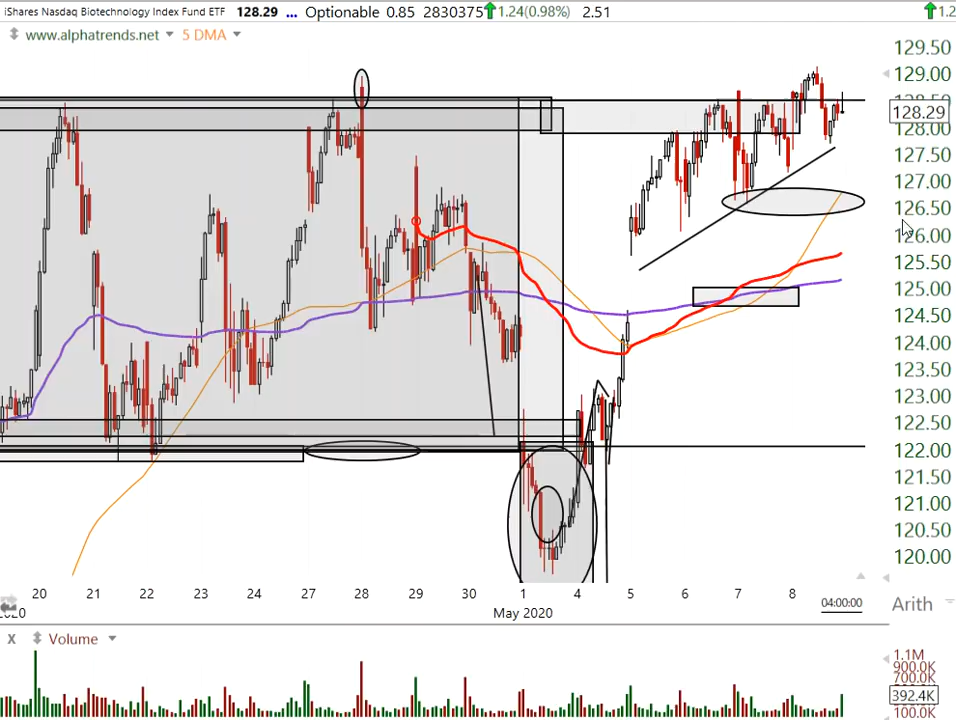 iShares Nasdaq Biotechnology Index Fund ETF 128.29 ... Optionable 0.85 2830375 1.24(0.98%) 2.51 1.2
www.alphatrends.net 5 DMA
129.50
129.00
128.29
128.00
127.50
127.00
126.50
126.00
125.50
125.00
124.50
124.00
123.50
123.00
122.50
122.00
121.50
121.00
120.50
120.00
20 21 22 23 24 27 28 29 30 1 4 5 6 7 8 04:00:00 Arith
2020 May 2020
X Volume
1.1M
900.0K
700.0K
392.4K
100.0K